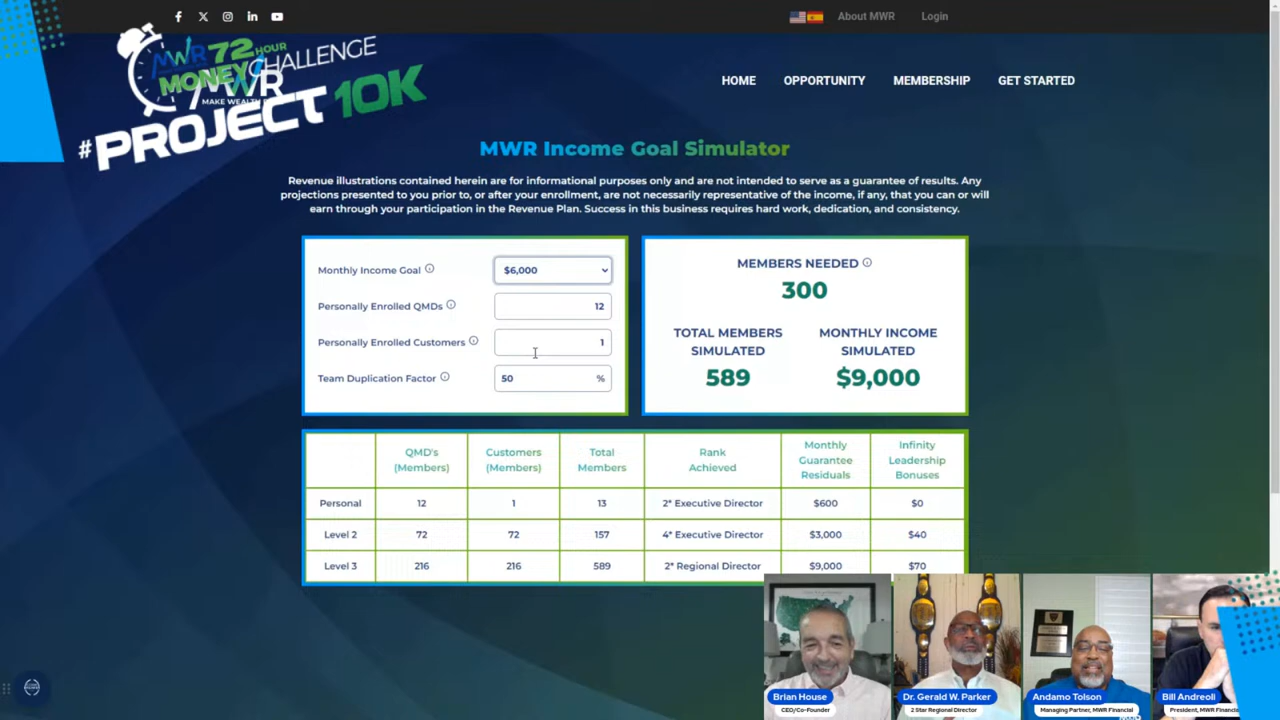 About MWR
Login
MWR 72 HOUR
MONEY CHALLENGE
MWR
MAKE WEALTH
#PROJECT 10K
HOME
OPPORTUNITY
MEMBERSHIP
GET STARTED
MWR Income Goal Simulator
Revenue illustrations contained herein are for informational purposes only and are not intended to serve as a guarantee of results. Any
projections presented to you prior to, or after your enrollment, are not necessarily representative of the income, if any, that you can or will
earn through your participation in the Revenue Plan. Success in this business requires hard work, dedication, and consistency.
Monthly Income Goal
$6,000
Personally Enrolled QMDs
12
Personally Enrolled Customers
1
Team Duplication Factor
50 %
MEMBERS NEEDED
300
TOTAL MEMBERS
SIMULATED
589
MONTHLY INCOME
SIMULATED
$9,000
QMD's
(Members)
Customers
(Members)
Total
Members
Rank
Achieved
Monthly
Guarantee
Residuals
Infinity
Leadership
Bonuses
Personal 12 1 13 2* Executive Director $600 $0
Level 2 72 72 157 4* Executive Director $3,000 $40
Level 3 216 216 589 2* Regional Director $9,000 $70
Brian House
CEO/Co-Founder
Dr. Gerald W. Parker
2 Star Regional Director
Andamo Tolson
Managing Partner, MWR Financial
Bill Andreoli
President, MWR